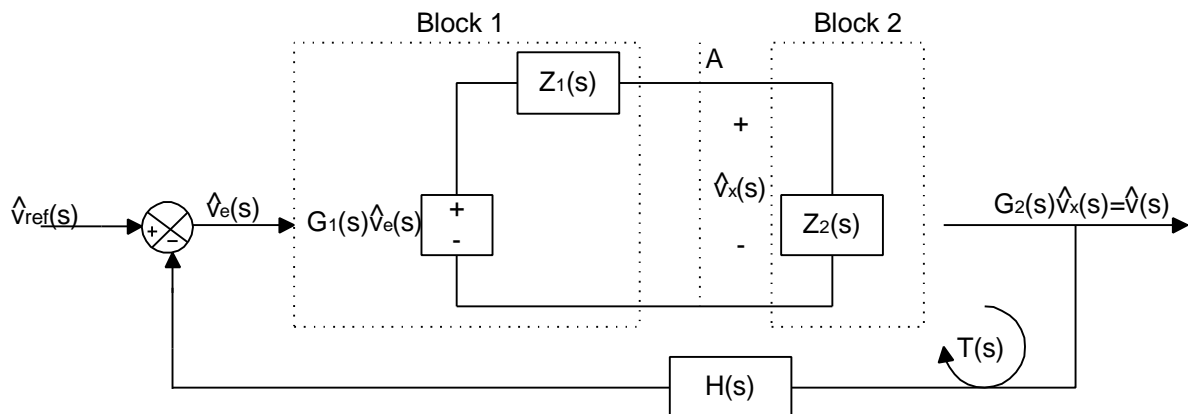 Block 1
Block 2
Z1(s)
A
+
v̂x(s)
-
v̂ref(s)
+
−
v̂e(s)
G1(s)v̂e(s)
+
-
Z2(s)
G2(s)v̂x(s)=v̂(s)
T(s)
H(s)